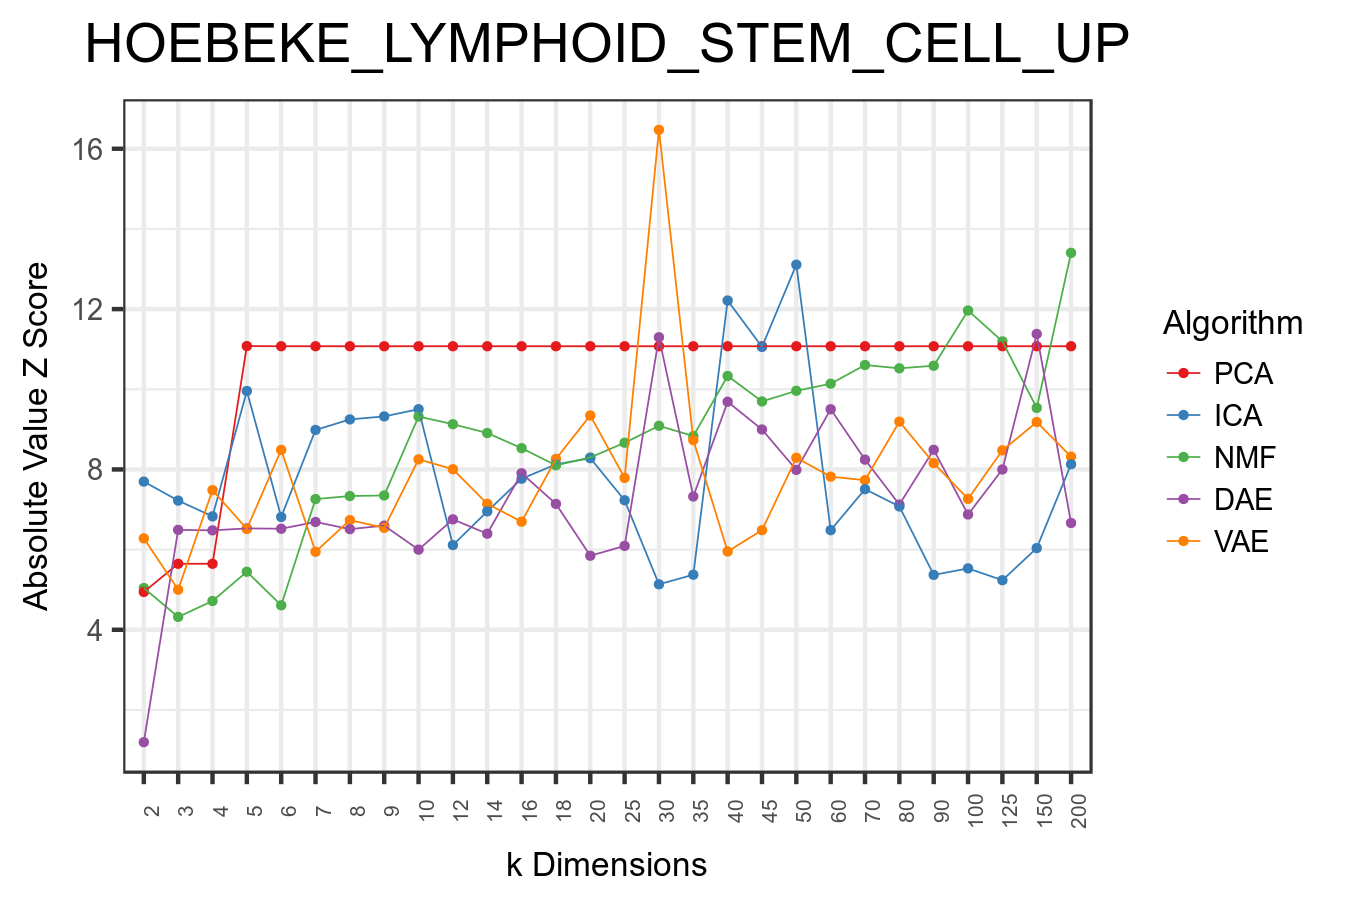 HOEBEKE_LYMPHOID_STEM_CELL_UP
Absolute Value Z Score
16
12
8
4
2 3 4 5 6 7 8 9 10 12 14 16 18 20 25 30 35 40 45 50 60 70 80 90 100 125 150 200
k Dimensions
Algorithm
PCA
ICA
NMF
DAE
VAE